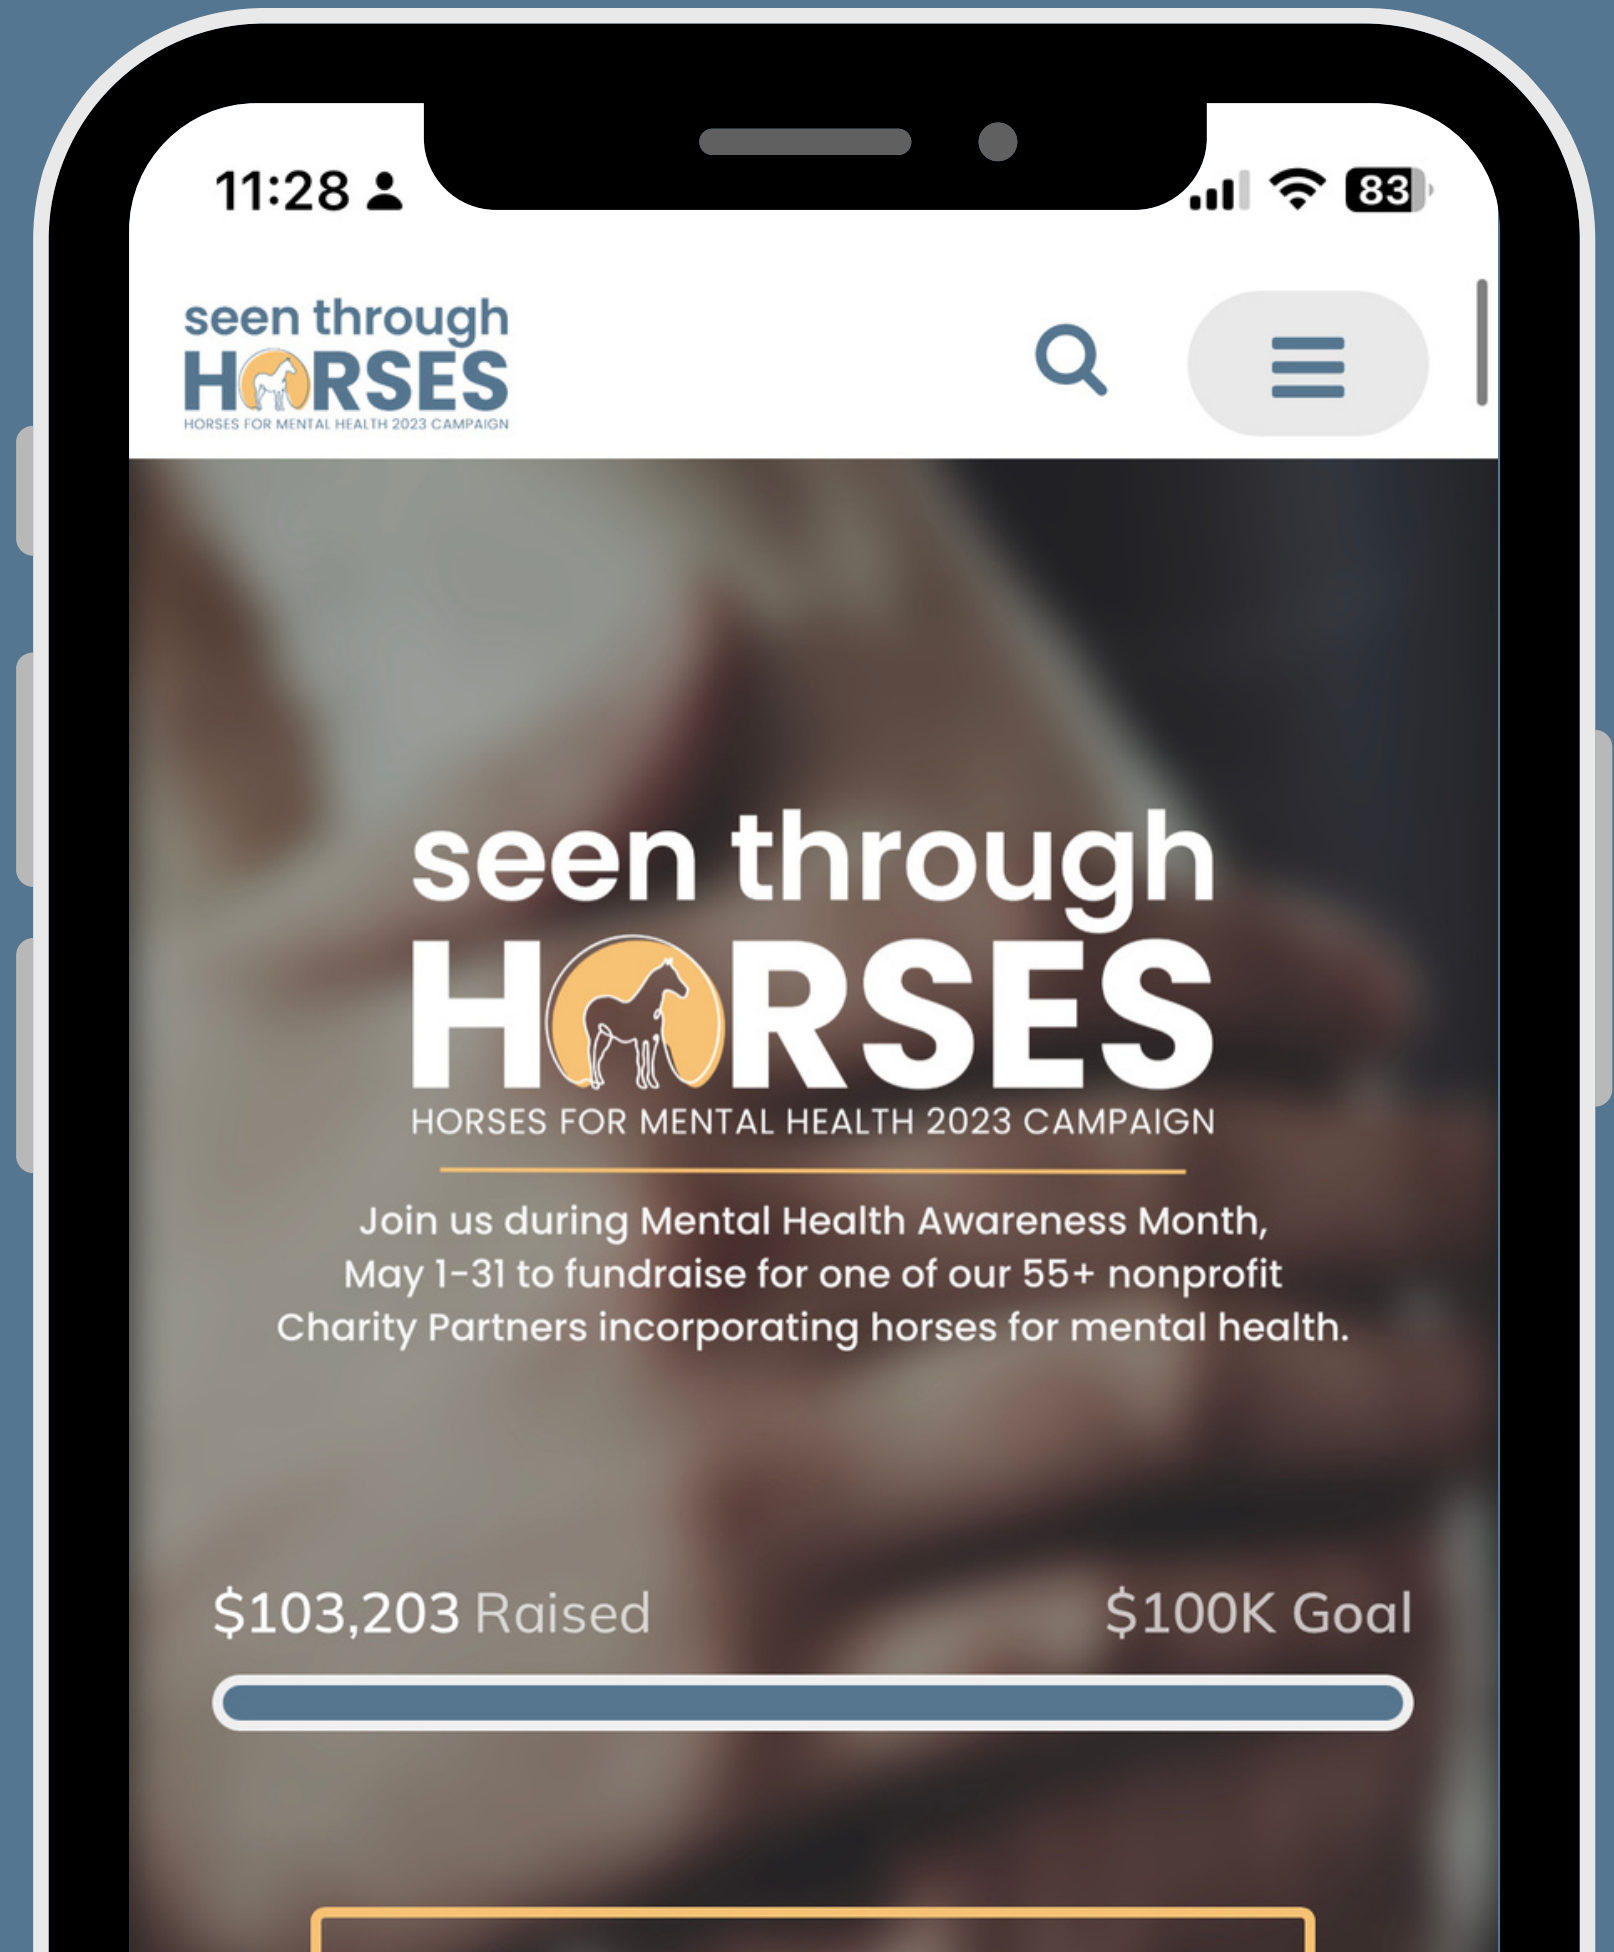 11:28
83
seen through
HORSES
HORSES FOR MENTAL HEALTH 2023 CAMPAIGN
seen through
HORSES
HORSES FOR MENTAL HEALTH 2023 CAMPAIGN
Join us during Mental Health Awareness Month,
May 1-31 to fundraise for one of our 55+ nonprofit
Charity Partners incorporating horses for mental health.
$103,203 Raised
$100K Goal